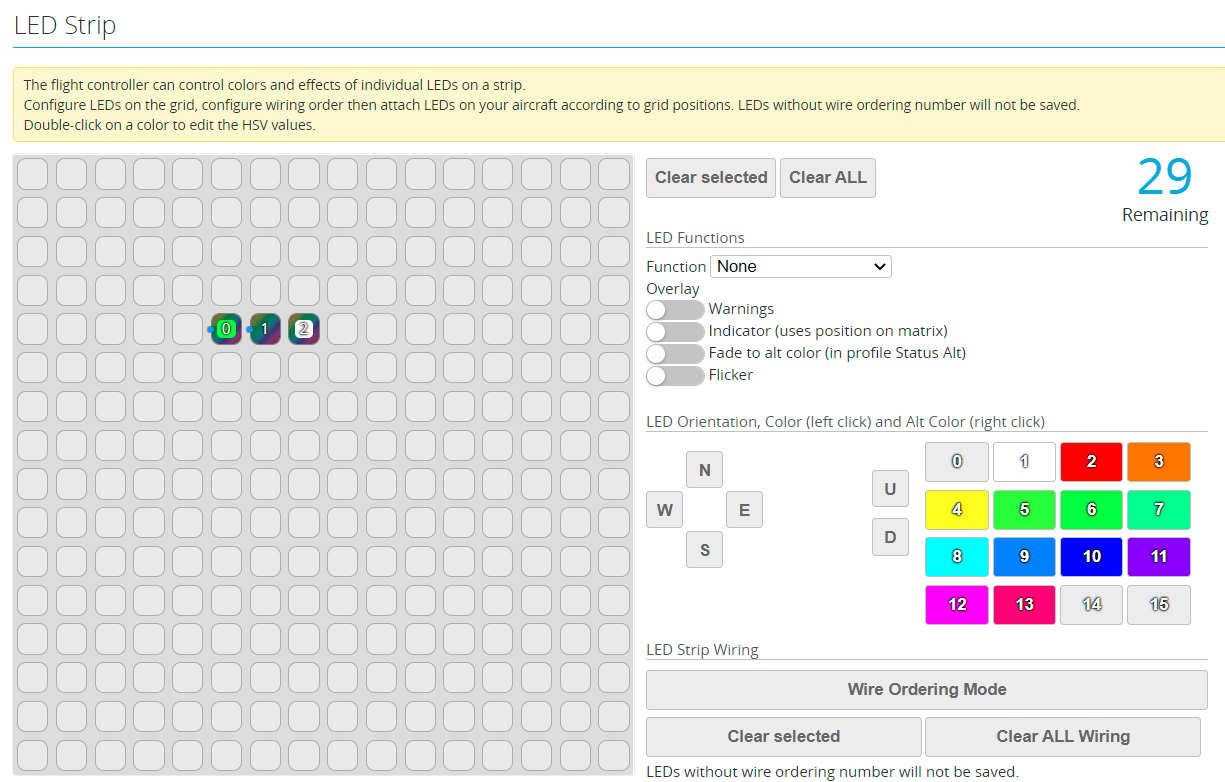 LED Strip
The flight controller can control colors and effects of individual LEDs on a strip.
Configure LEDs on the grid, configure wiring order then attach LEDs on your aircraft according to grid positions. LEDs without wire ordering number will not be saved.
Double-click on a color to edit the HSV values.
0 1 2
Clear selected Clear ALL
29
Remaining
LED Functions
Function None
Overlay
Warnings
Indicator (uses position on matrix)
Fade to alt color (in profile Status Alt)
Flicker
LED Orientation, Color (left click) and Alt Color (right click)
N
W E
S
U
D
0 1 2 3
4 5 6 7
8 9 10 11
12 13 14 15
LED Strip Wiring
Wire Ordering Mode
Clear selected Clear ALL Wiring
LEDs without wire ordering number will not be saved.